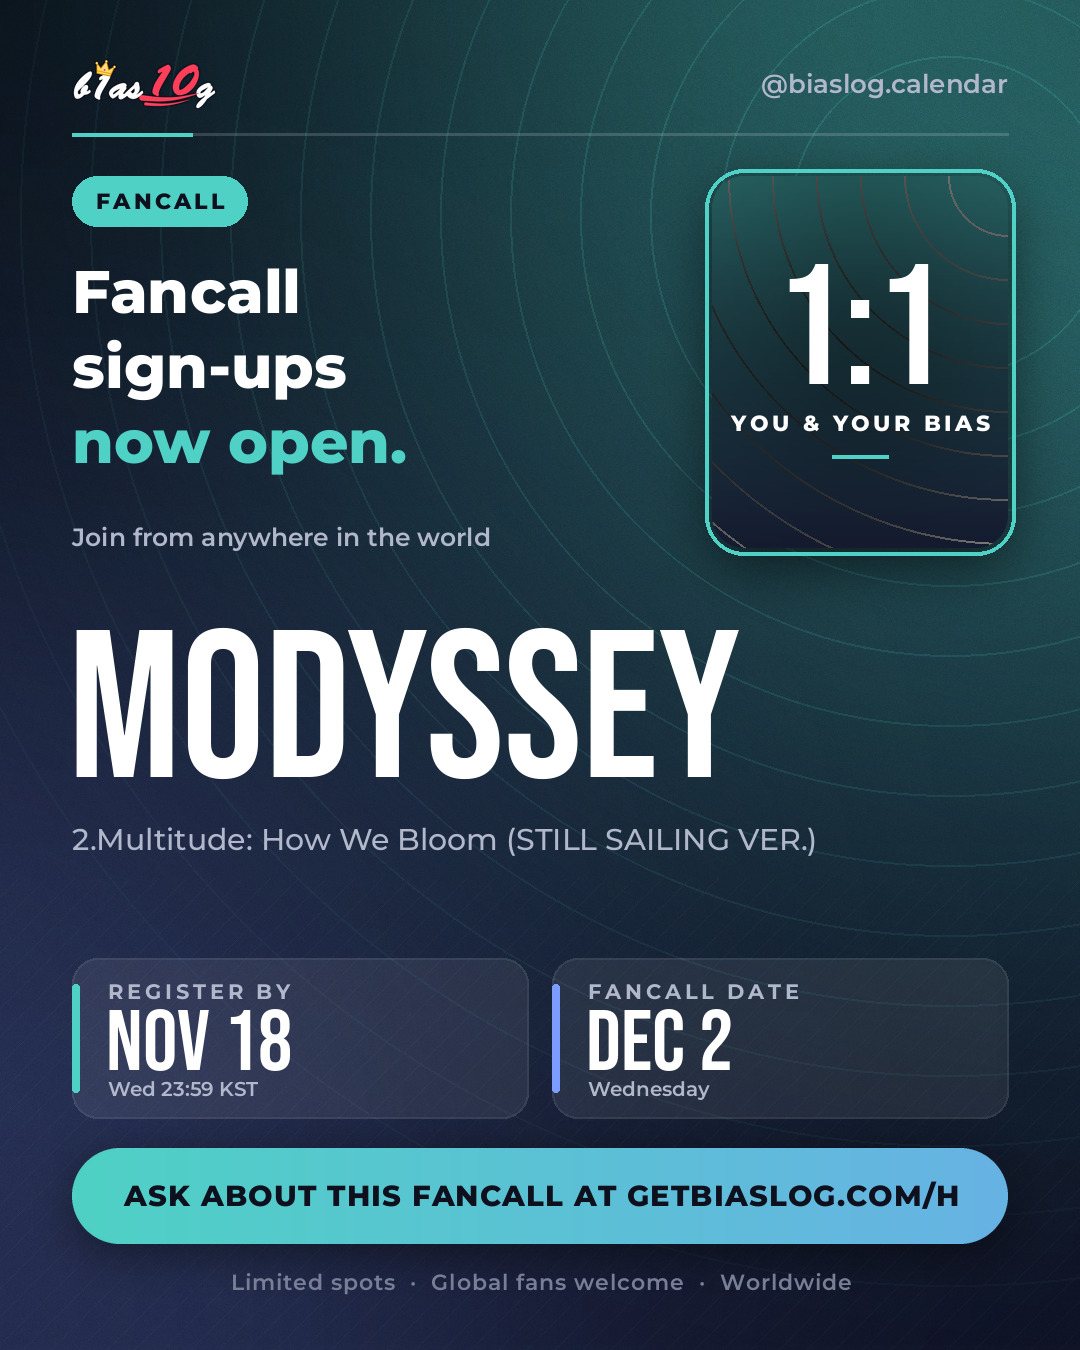 b1as10g
@biaslog.calendar
FANCALL
Fancall
sign-ups
now open.
Join from anywhere in the world
1:1
YOU & YOUR BIAS
MODYSSEY
2.Multitude: How We Bloom (STILL SAILING VER.)
REGISTER BY
NOV 18
Wed 23:59 KST
FANCALL DATE
DEC 2
Wednesday
ASK ABOUT THIS FANCALL AT GETBIASLOG.COM/H
Limited spots · Global fans welcome · Worldwide